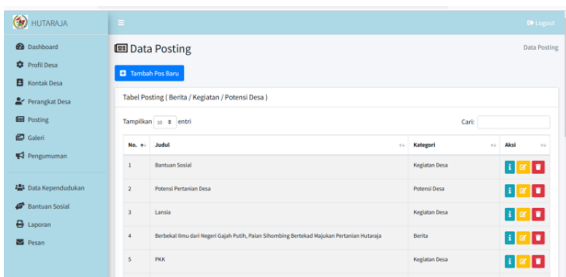 HUTARAJA
Logout
Dashboard
Profil Desa
Kontak Desa
Perangkat Desa
Posting
Galeri
Pengumuman
Data Kependudukan
Bantuan Sosial
Laporan
Pesan
Data Posting
Data Posting
Tambah Pos Baru
Tabel Posting ( Berita / Kegiatan / Potensi Desa )
Tampilkan 10 entri
Cari:
No. Judul Kategori Aksi
1 Bantuan Sosial Kegiatan Desa
2 Potensi Pertanian Desa Potensi Desa
3 Lansia Kegiatan Desa
4 Berbekal Ilmu dari Negeri Gajah Putih, Paian Sihombing Bertekad Majukan Pertanian Hutaraja Berita
5 PKK Kegiatan Desa